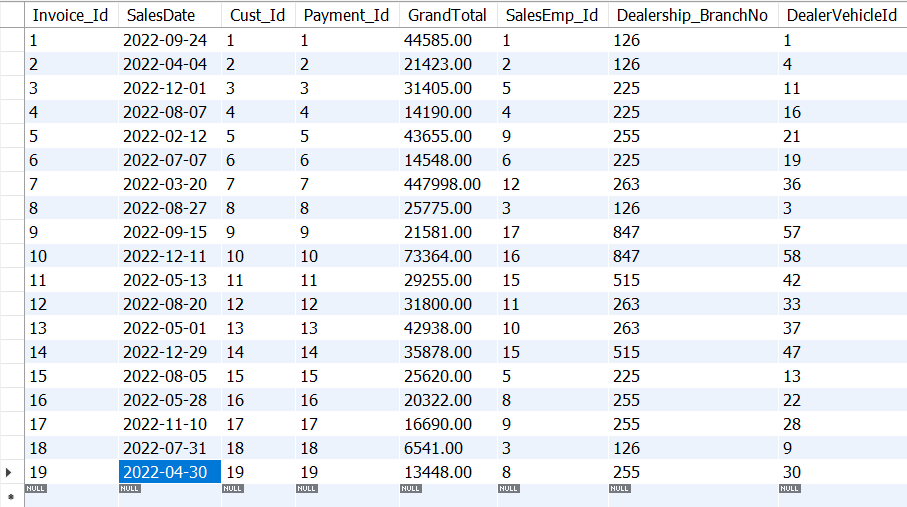 Invoice_Id SalesDate Cust_Id Payment_Id GrandTotal SalesEmp_Id Dealership_BranchNo DealerVehicleId
1 2022-09-24 1 1 44585.00 1 126 1
2 2022-04-04 2 2 21423.00 2 126 4
3 2022-12-01 3 3 31405.00 5 225 11
4 2022-08-07 4 4 14190.00 4 225 16
5 2022-02-12 5 5 43655.00 9 255 21
6 2022-07-07 6 6 14548.00 6 225 19
7 2022-03-20 7 7 447998.00 12 263 36
8 2022-08-27 8 8 25775.00 3 126 3
9 2022-09-15 9 9 21581.00 17 847 57
10 2022-12-11 10 10 73364.00 16 847 58
11 2022-05-13 11 11 29255.00 15 515 42
12 2022-08-20 12 12 31800.00 11 263 33
13 2022-05-01 13 13 42938.00 10 263 37
14 2022-12-29 14 14 35878.00 15 515 47
15 2022-08-05 15 15 25620.00 5 225 13
16 2022-05-28 16 16 20322.00 8 255 22
17 2022-11-10 17 17 16690.00 9 255 28
18 2022-07-31 18 18 6541.00 3 126 9
19 2022-04-30 19 19 13448.00 8 255 30
NULL NULL NULL NULL NULL NULL NULL NULL